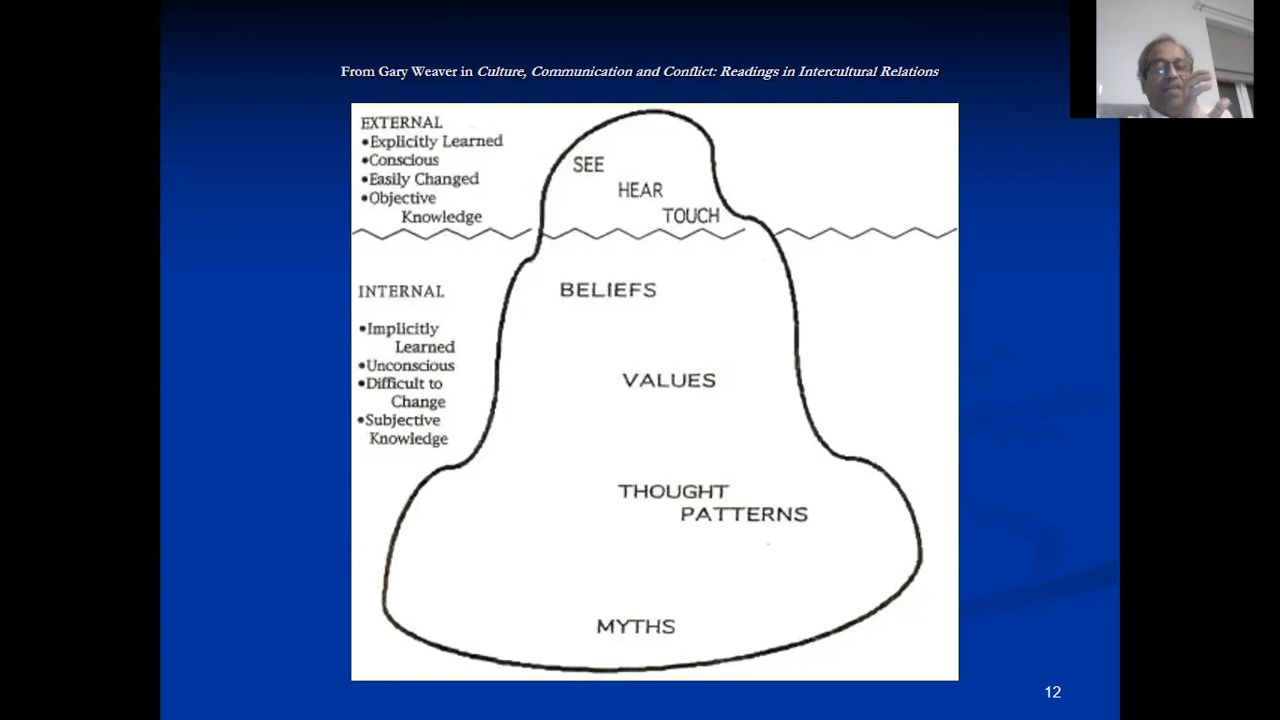 From Gary Weaver in Culture, Communication and Conflict: Readings in Intercultural Relations
EXTERNAL
•Explicitly Learned
•Conscious
•Easily Changed
•Objective
Knowledge
SEE
HEAR
TOUCH
INTERNAL
•Implicitly
Learned
•Unconscious
•Difficult to
Change
•Subjective
Knowledge
BELIEFS
VALUES
THOUGHT
PATTERNS
MYTHS
12